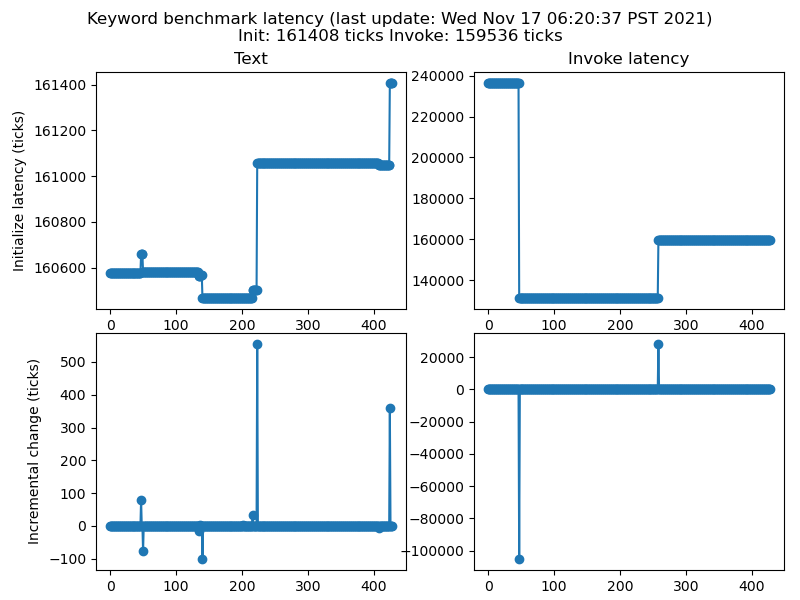 Keyword benchmark latency (last update: Wed Nov 17 06:20:37 PST 2021)
Init: 161408 ticks Invoke: 159536 ticks
Text
Initialize latency (ticks)
161400
161200
161000
160800
160600
0 100 200 300 400
Invoke latency
240000
220000
200000
180000
160000
140000
0 100 200 300 400
Incremental change (ticks)
500
400
300
200
100
0
−100
0 100 200 300 400
20000
0
−20000
−40000
−60000
−80000
−100000
0 100 200 300 400